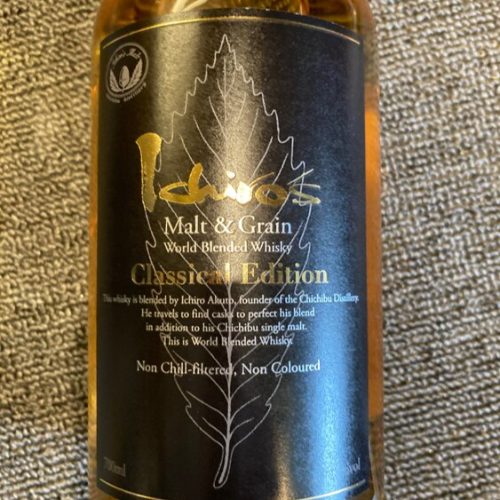 Ichiro's
Malt & Grain
World Blended Whisky
Classical Edition
This whisky is blended by Ichiro Akuto, founder of the Chichibu Distillery.
He travels to find casks to perfect his blend
in addition to his Chichibu single malt.
This is World Blended Whisky.
Non Chill-filtered, Non Coloured
700ml
vol